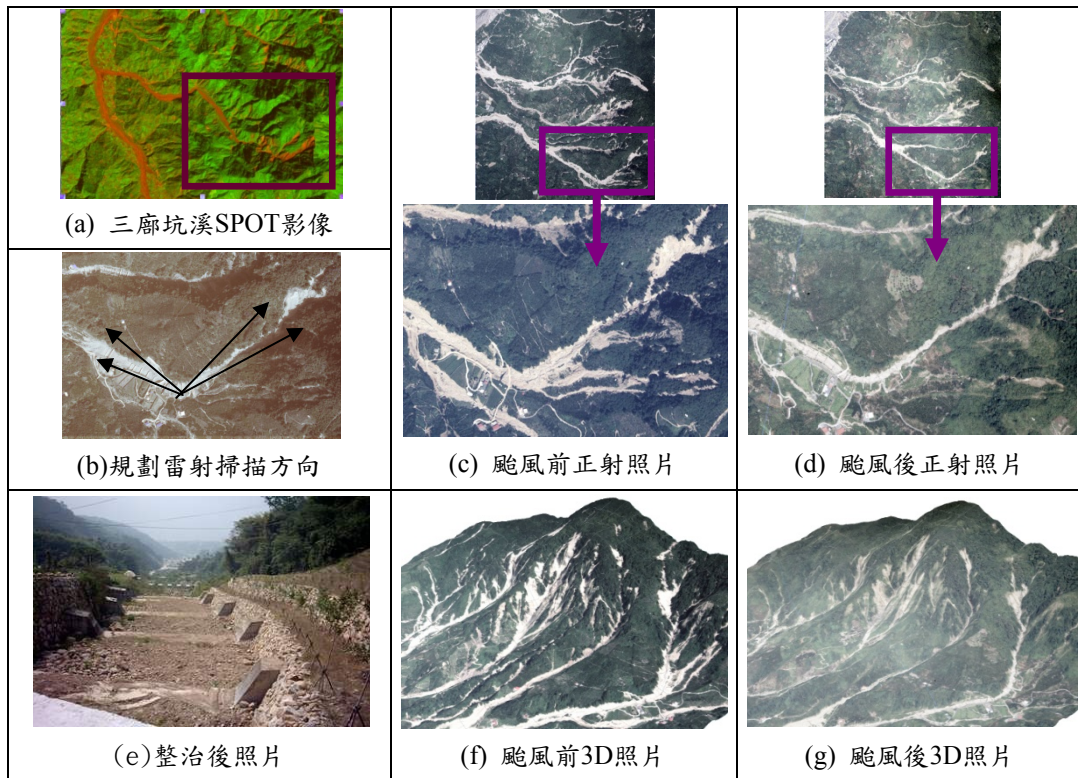 (a) 三廍坑溪SPOT影像
(b)規劃雷射掃描方向
(c) 颱風前正射照片
(d) 颱風後正射照片
(e)整治後照片
(f) 颱風前3D照片
(g) 颱風後3D照片